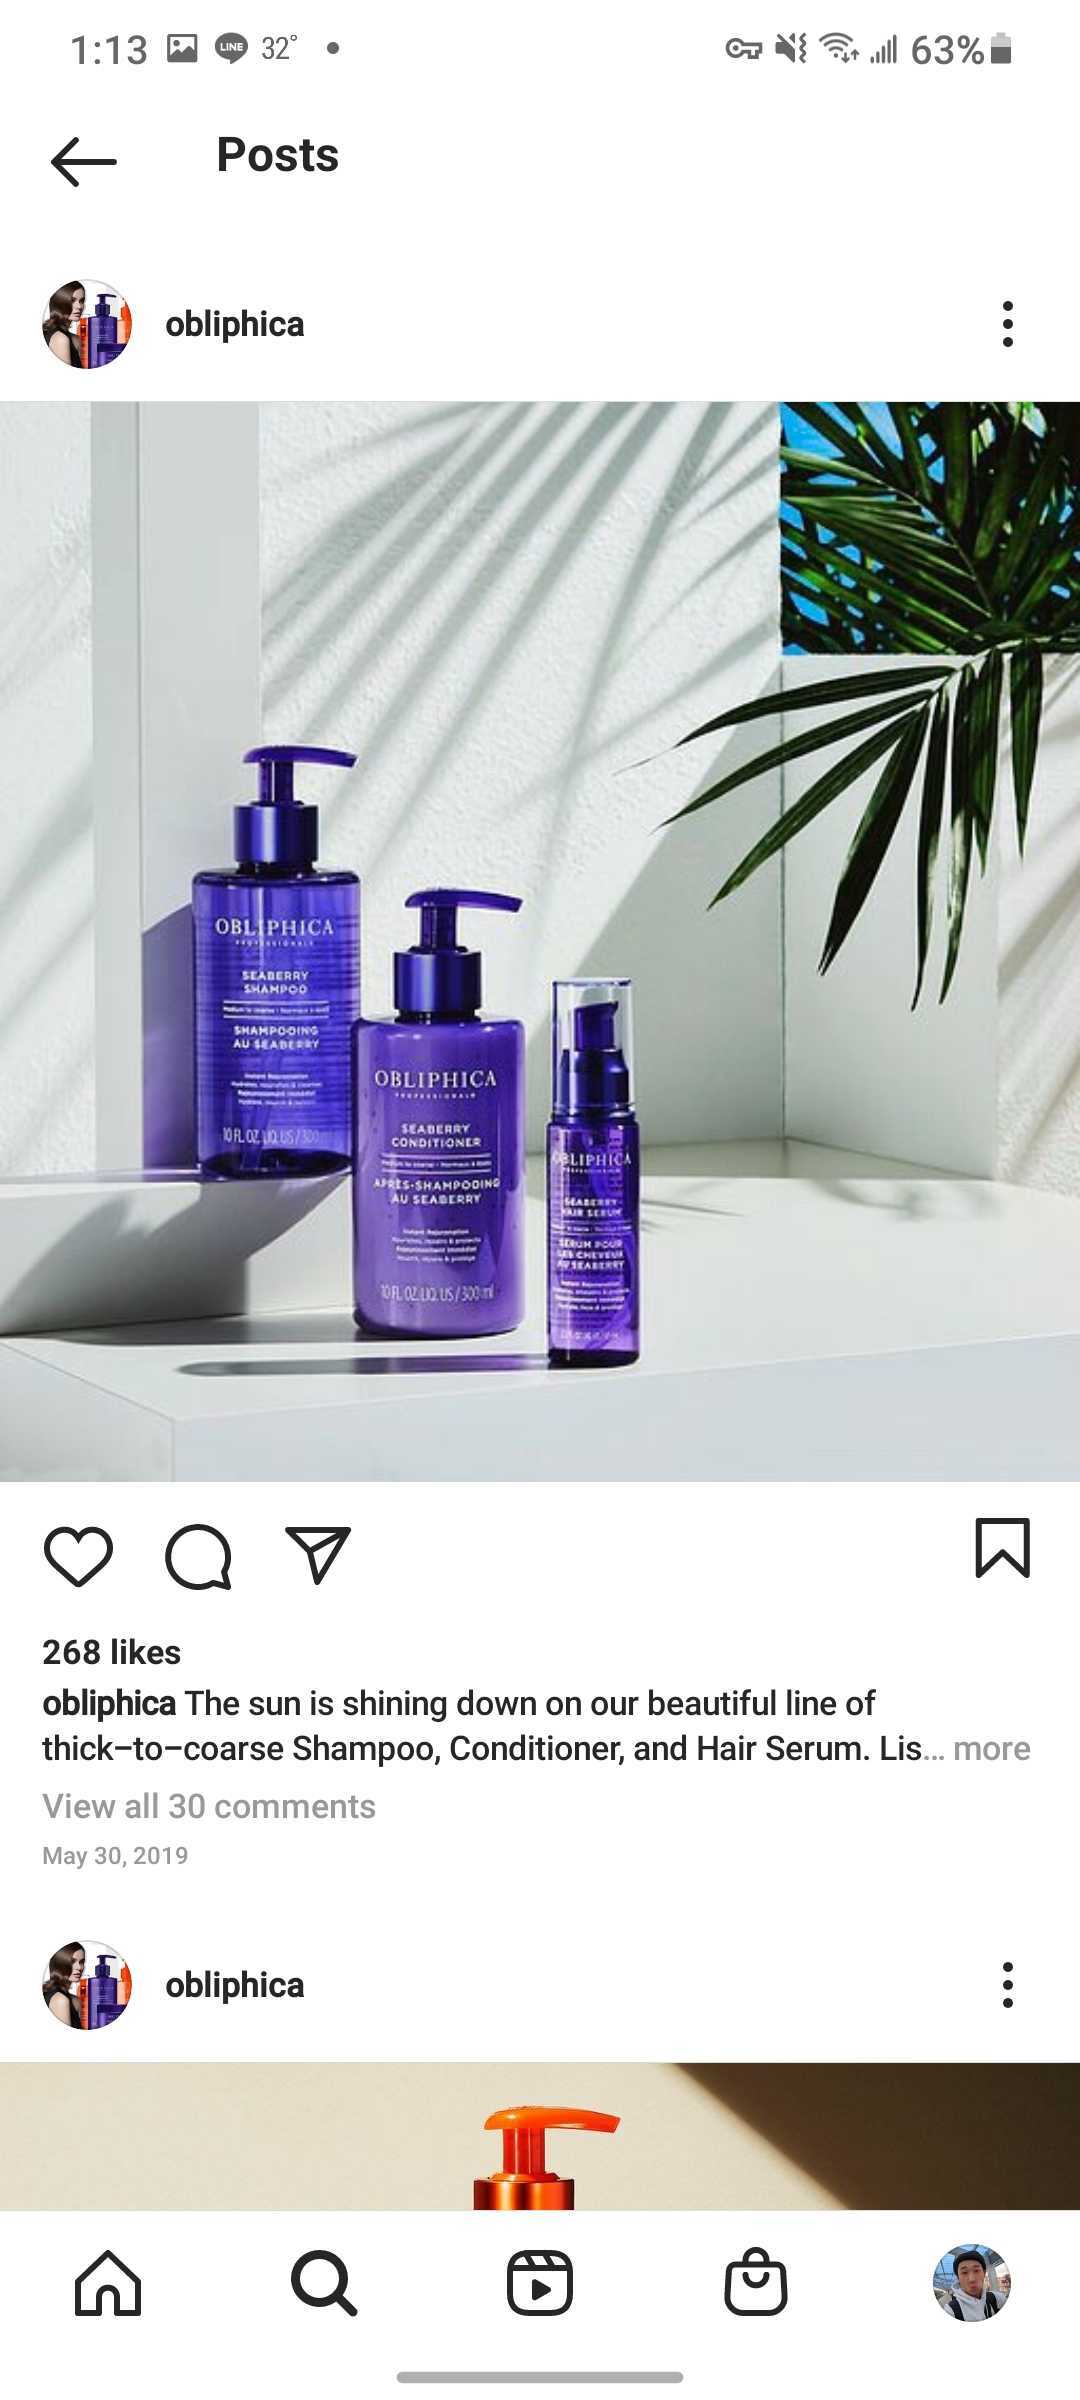 1:13 LINE 32° 63%
Posts
obliphica
OBLIPHICA
PROFESSIONALS
SEABERRY
SHAMPOO
SHAMPOOING
AU SEABERRY
10 FL. OZ. LIQ. US / 300
OBLIPHICA
PROFESSIONALS
SEABERRY
CONDITIONER
APRÈS-SHAMPOOING
AU SEABERRY
10 FL. OZ. LIQ. US / 300 ml
OBLIPHICA
SEABERRY
HAIR SERUM
SÉRUM POUR
LES CHEVEUX
AU SEABERRY
268 likes
obliphica The sun is shining down on our beautiful line of
thick–to–coarse Shampoo, Conditioner, and Hair Serum. Lis... more
View all 30 comments
May 30, 2019
obliphica